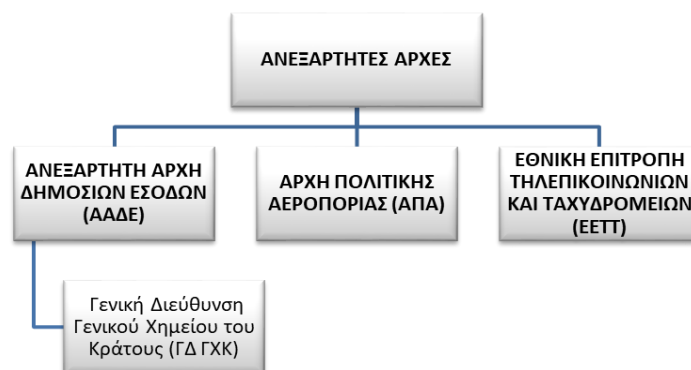 ΑΝΕΞΑΡΤΗΤΕΣ ΑΡΧΕΣ
ΑΝΕΞΑΡΤΗΤΗ ΑΡΧΗ
ΔΗΜΟΣΙΩΝ ΕΣΟΔΩΝ
(ΑΑΔΕ)
ΑΡΧΗ ΠΟΛΙΤΙΚΗΣ
ΑΕΡΟΠΟΡΙΑΣ (ΑΠΑ)
ΕΘΝΙΚΗ ΕΠΙΤΡΟΠΗ
ΤΗΛΕΠΙΚΟΙΝΩΝΙΩΝ
ΚΑΙ ΤΑΧΥΔΡΟΜΕΙΩΝ
(ΕΕΤΤ)
Γενική Διεύθυνση
Γενικού Χημείου του
Κράτους (ΓΔ ΓΧΚ)